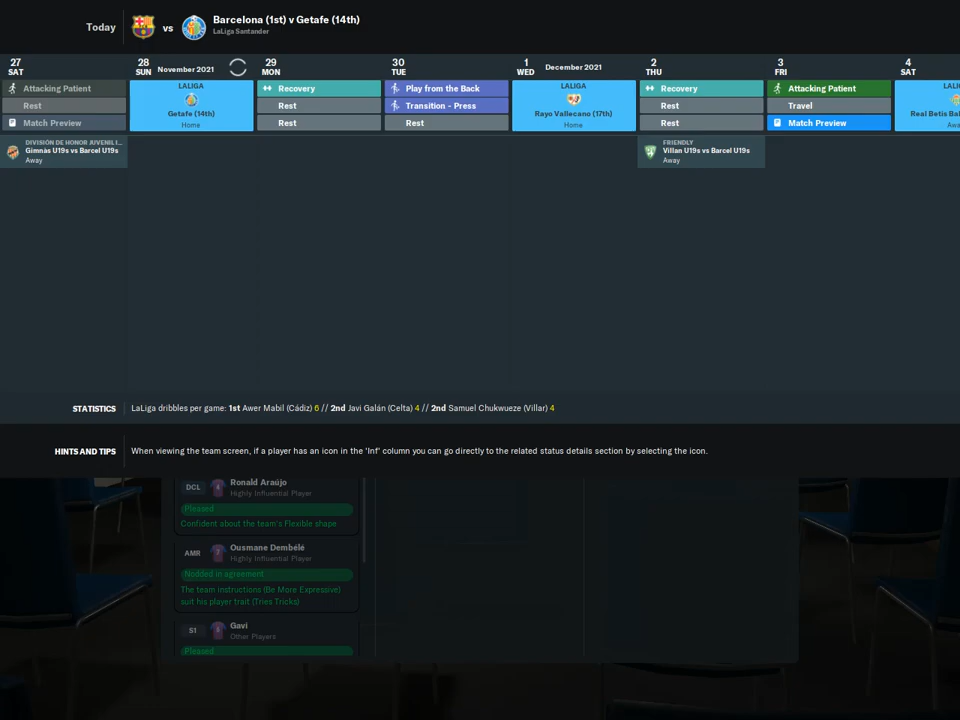 Today
vs
Barcelona (1st) v Getafe (14th)
LaLiga Santander
27
SAT
28
SUN
November 2021
29
MON
30
TUE
1
WED
December 2021
2
THU
3
FRI
4
SAT
Attacking Patient
Rest
Match Preview
LALIGA
Getafe (14th)
Home
Recovery
Rest
Rest
Play from the Back
Transition - Press
Rest
LALIGA
Rayo Vallecano (17th)
Home
Recovery
Rest
Rest
Attacking Patient
Travel
Match Preview
LALI
Real Betis Bal
Awa
DIVISIÓN DE HONOR JUVENIL I...
Gimnàs U19s vs Barcel U19s
Away
FRIENDLY
Villan U19s vs Barcel U19s
Away
STATISTICS
LaLiga dribbles per game: 1st Awer Mabil (Cádiz) 6 // 2nd Javi Galán (Celta) 4 // 2nd Samuel Chukwueze (Villar) 4
HINTS AND TIPS
When viewing the team screen, if a player has an icon in the 'Inf' column you can go directly to the related status details section by selecting the icon.
DCL
Ronald Araújo
Highly Influential Player
Pleased
Confident about the team's Flexible shape
AMR
Ousmane Dembélé
Highly Influential Player
Nodded in agreement
The team instructions (Be More Expressive)
suit his player trait (Tries Tricks)
S1
Gavi
Other Players
Pleased